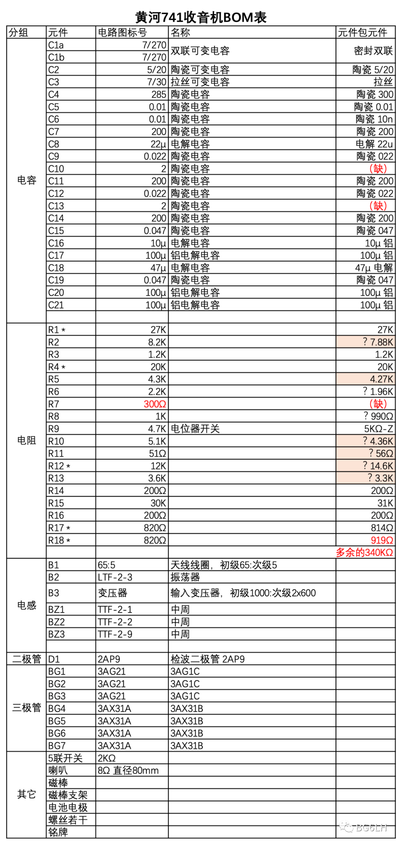 黄河741收音机BOM表
分组 元件 电路图标号 名称 元件包元件
电容
C1a 7/270 双联可变电容 密封双联
C1b 7/270
C2 5/20 陶瓷可变电容 陶瓷 5/20
C3 7/30 拉丝可变电容 拉丝
C4 285 陶瓷电容 陶瓷 300
C5 0.01 陶瓷电容 陶瓷 0.01
C6 0.01 陶瓷电容 陶瓷 10n
C7 200 陶瓷电容 陶瓷 200
C8 22μ 电解电容 电解 22u
C9 0.022 陶瓷电容 陶瓷 022
C10 2 陶瓷电容 （缺）
C11 200 陶瓷电容 陶瓷 200
C12 0.022 陶瓷电容 陶瓷 022
C13 2 陶瓷电容 （缺）
C14 200 陶瓷电容 陶瓷 200
C15 0.047 陶瓷电容 陶瓷 047
C16 10μ 电解电容 10μ 铝
C17 100μ 铝电解电容 100μ 铝
C18 47μ 电解电容 47μ 电解
C19 0.047 陶瓷电容 陶瓷 047
C20 100μ 铝电解电容 100μ 铝
C21 100μ 铝电解电容 100μ 铝
电阻
R1 * 27K 27K
R2 8.2K ？7.88K
R3 1.2K 1.2K
R4 * 20K 20K
R5 4.3K 4.27K
R6 2.2K ？1.96K
R7 300Ω （缺）
R8 1K ？990Ω
R9 4.7K 电位器开关 5KΩ-Z
R10 5.1K ？4.36K
R11 51Ω ？56Ω
R12 * 12K ？14.6K
R13 3.6K ？3.3K
R14 200Ω 200Ω
R15 30K 31K
R16 200Ω 200Ω
R17 * 820Ω 814Ω
R18 * 820Ω 919Ω
多余的340KΩ
电感
B1 65:5 天线线圈，初级65:次级5
B2 LTF-2-3 振荡器
B3 变压器 输入变压器，初级1000:次级2x600
BZ1 TTF-2-1 中周
BZ2 TTF-2-2 中周
BZ3 TTF-2-9 中周
二极管 D1 2AP9 检波二极管 2AP9
三极管
BG1 3AG21 3AG1C
BG2 3AG21 3AG1C
BG3 3AG21 3AG1C
BG4 3AX31A 3AX31B
BG5 3AX31A 3AX31B
BG6 3AX31A 3AX31B
BG7 3AX31A 3AX31B
其它
5联开关 2KΩ
喇叭 8Ω 直径80mm
磁棒
磁棒支架
电池电极
螺丝若干
铭牌
BG6LH